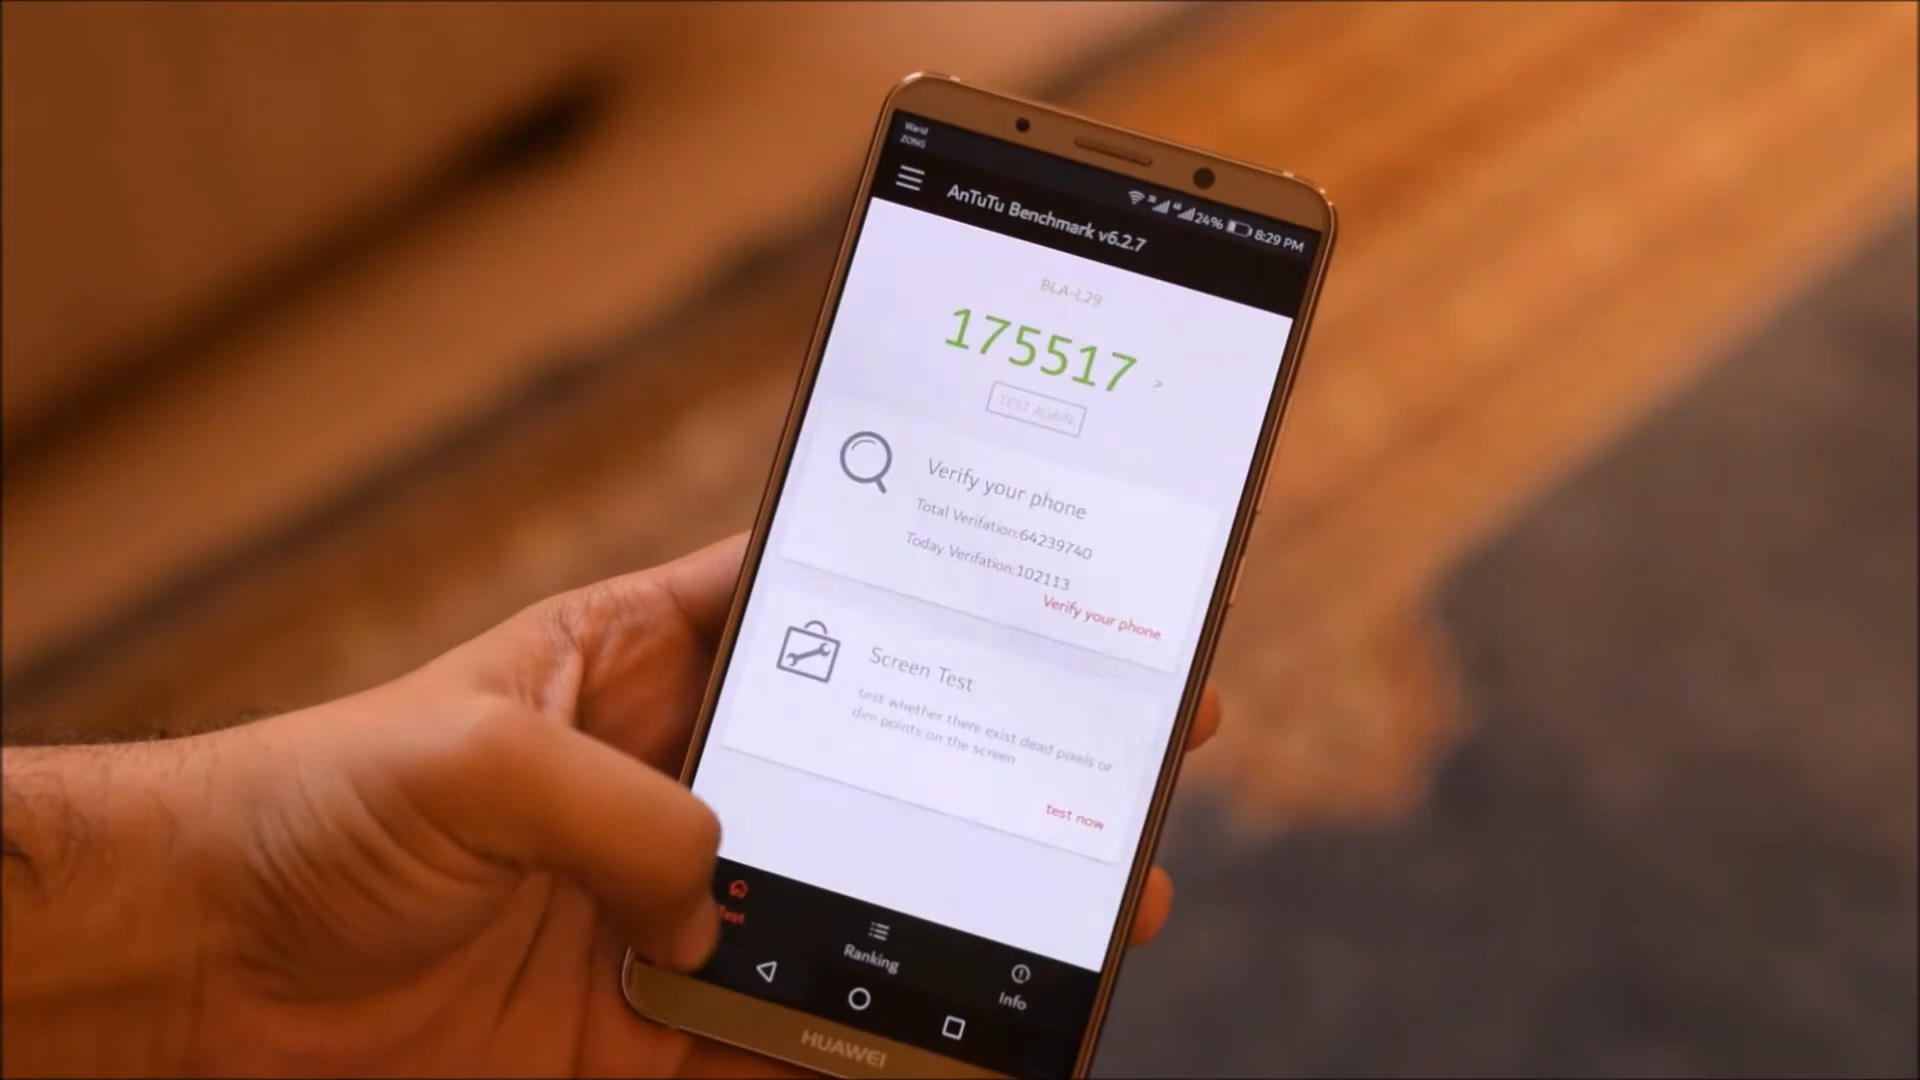 Warid
ZONG
24% 8:29 PM
AnTuTu Benchmark v6.2.7
BLA-L29
175517 >
TEST AGAIN
Verify your phone
Total Verifation:64239740
Today Verifation:102113
Verify your phone
Screen Test
test whether there exist dead pixels or
dim points on the screen
test now
Test
Ranking
Info
HUAWEI